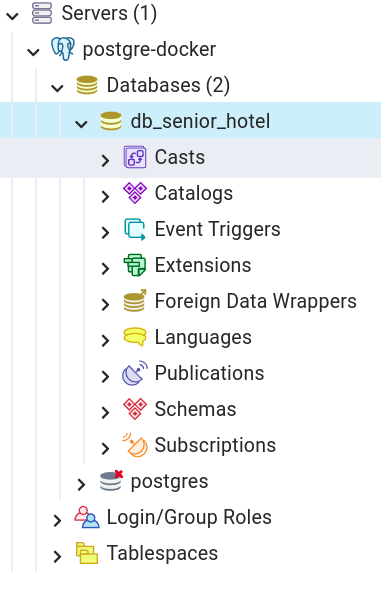 Servers (1)
postgre-docker
Databases (2)
db_senior_hotel
Casts
Catalogs
Event Triggers
Extensions
Foreign Data Wrappers
Languages
Publications
Schemas
Subscriptions
postgres
Login/Group Roles
Tablespaces